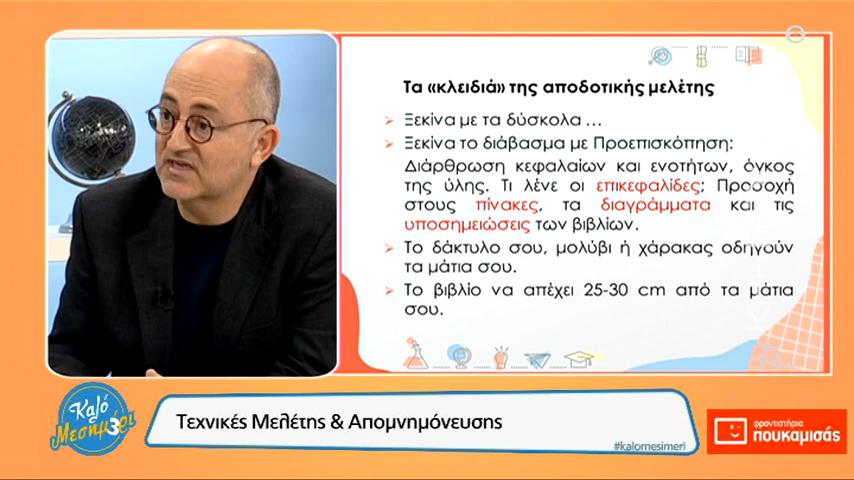 Τα «κλειδιά» της αποδοτικής μελέτης
Ξεκίνα με τα δύσκολα …
Ξεκίνα το διάβασμα με Προεπισκόπηση:
Διάρθρωση κεφαλαίων και ενοτήτων, όγκος
της ύλης. Τι λένε οι επικεφαλίδες; Προσοχή
στους πίνακες, τα διαγράμματα και τις
υποσημειώσεις των βιβλίων.
Το δάκτυλο σου, μολύβι ή χάρακας οδηγούν
τα μάτια σου.
Το βιβλίο να απέχει 25-30 cm από τα μάτια
σου.
Καλό
Μεσημ3ρι
Τεχνικές Μελέτης & Απομνημόνευσης
#kalomesimeri
φροντιστήρια
πουκαμισάς